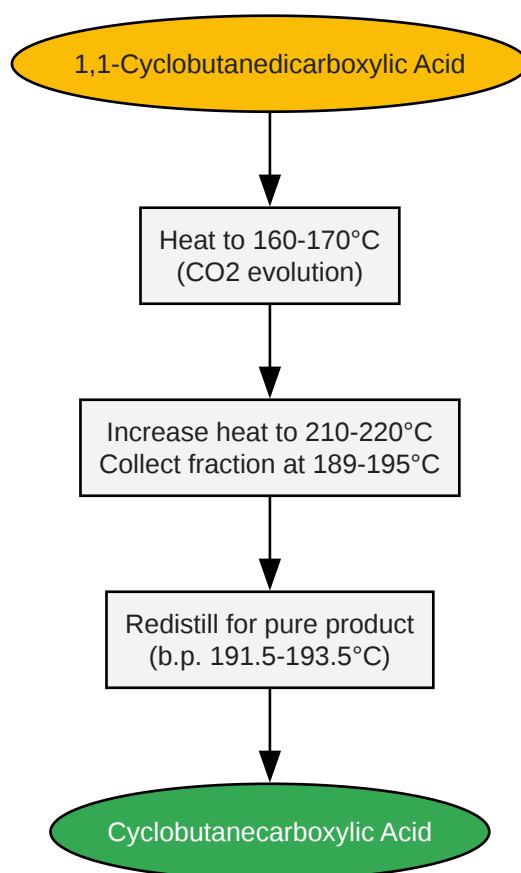 1,1-Cyclobutanedicarboxylic Acid
Heat to 160-170°C
(CO2 evolution)
Increase heat to 210-220°C
Collect fraction at 189-195°C
Redistill for pure product
(b.p. 191.5-193.5°C)
Cyclobutanecarboxylic Acid